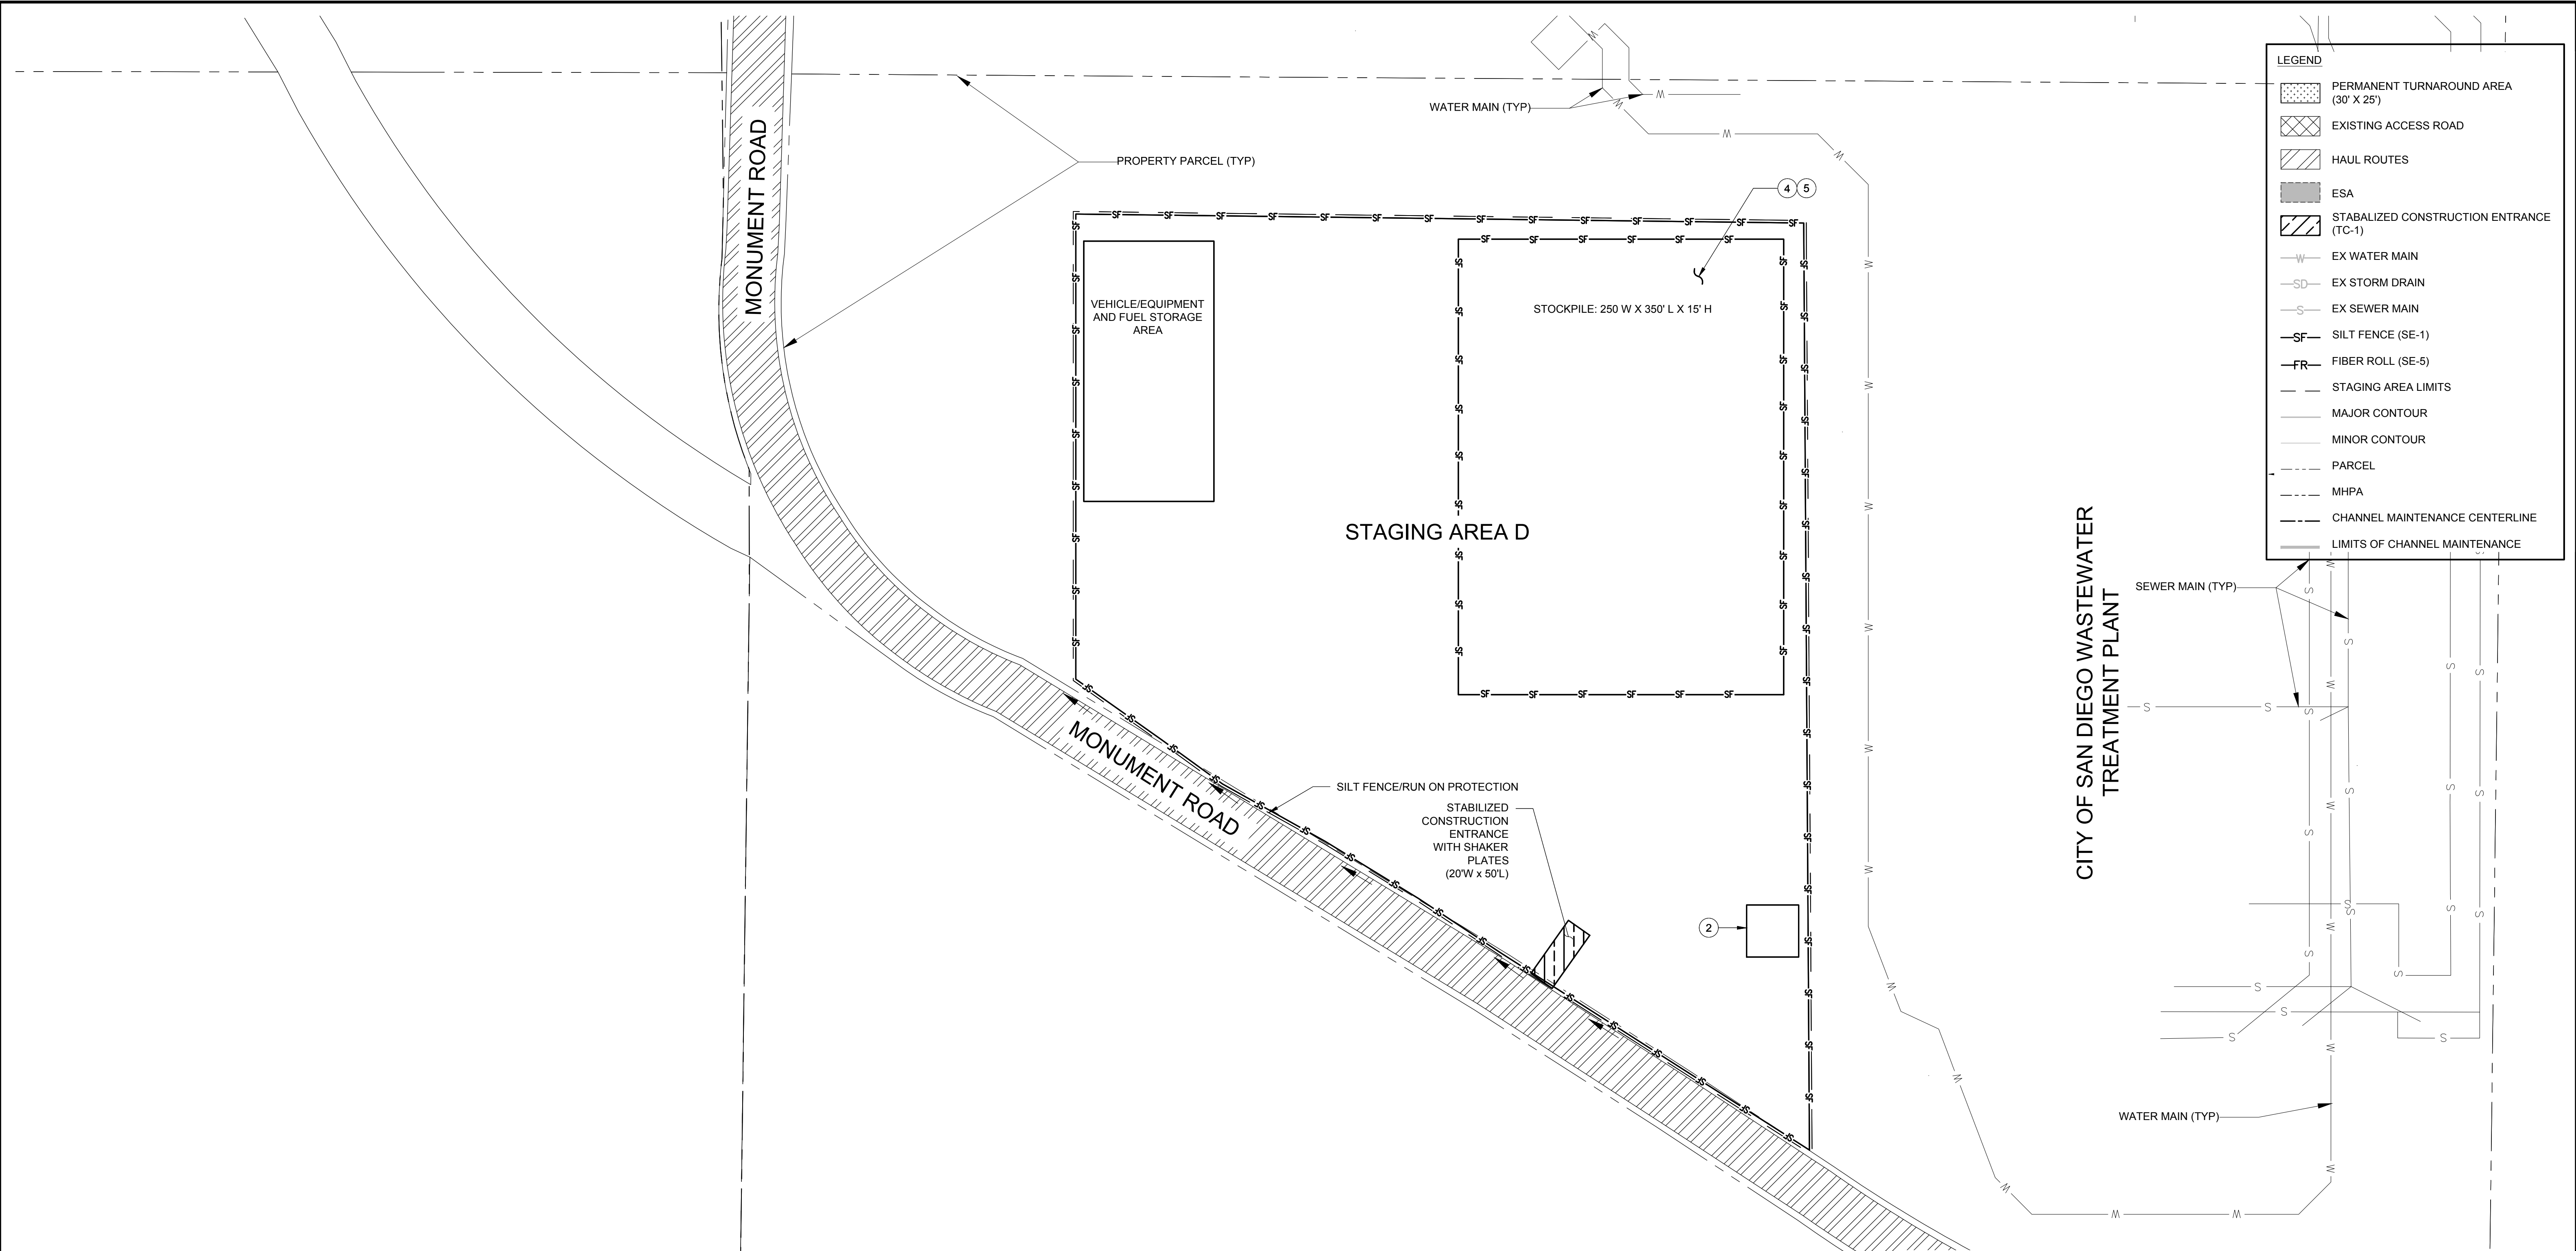 WATER MAIN (TYP)
PROPERTY PARCEL (TYP)
MONUMENT ROAD
4 5
VEHICLE/EQUIPMENT
AND FUEL STORAGE
AREA
STOCKPILE: 250 W X 350' L X 15' H
STAGING AREA D
MONUMENT ROAD
SILT FENCE/RUN ON PROTECTION
STABILIZED
CONSTRUCTION
ENTRANCE
WITH SHAKER
PLATES
(20'W x 50'L)
2
CITY OF SAN DIEGO WASTEWATER
TREATMENT PLANT
SEWER MAIN (TYP)
WATER MAIN (TYP)
LEGEND
PERMANENT TURNAROUND AREA
(30' X 25')
EXISTING ACCESS ROAD
HAUL ROUTES
ESA
STABALIZED CONSTRUCTION ENTRANCE
(TC-1)
W EX WATER MAIN
SD EX STORM DRAIN
S EX SEWER MAIN
SF SILT FENCE (SE-1)
FR FIBER ROLL (SE-5)
STAGING AREA LIMITS
MAJOR CONTOUR
MINOR CONTOUR
PARCEL
MHPA
CHANNEL MAINTENANCE CENTERLINE
LIMITS OF CHANNEL MAINTENANCE